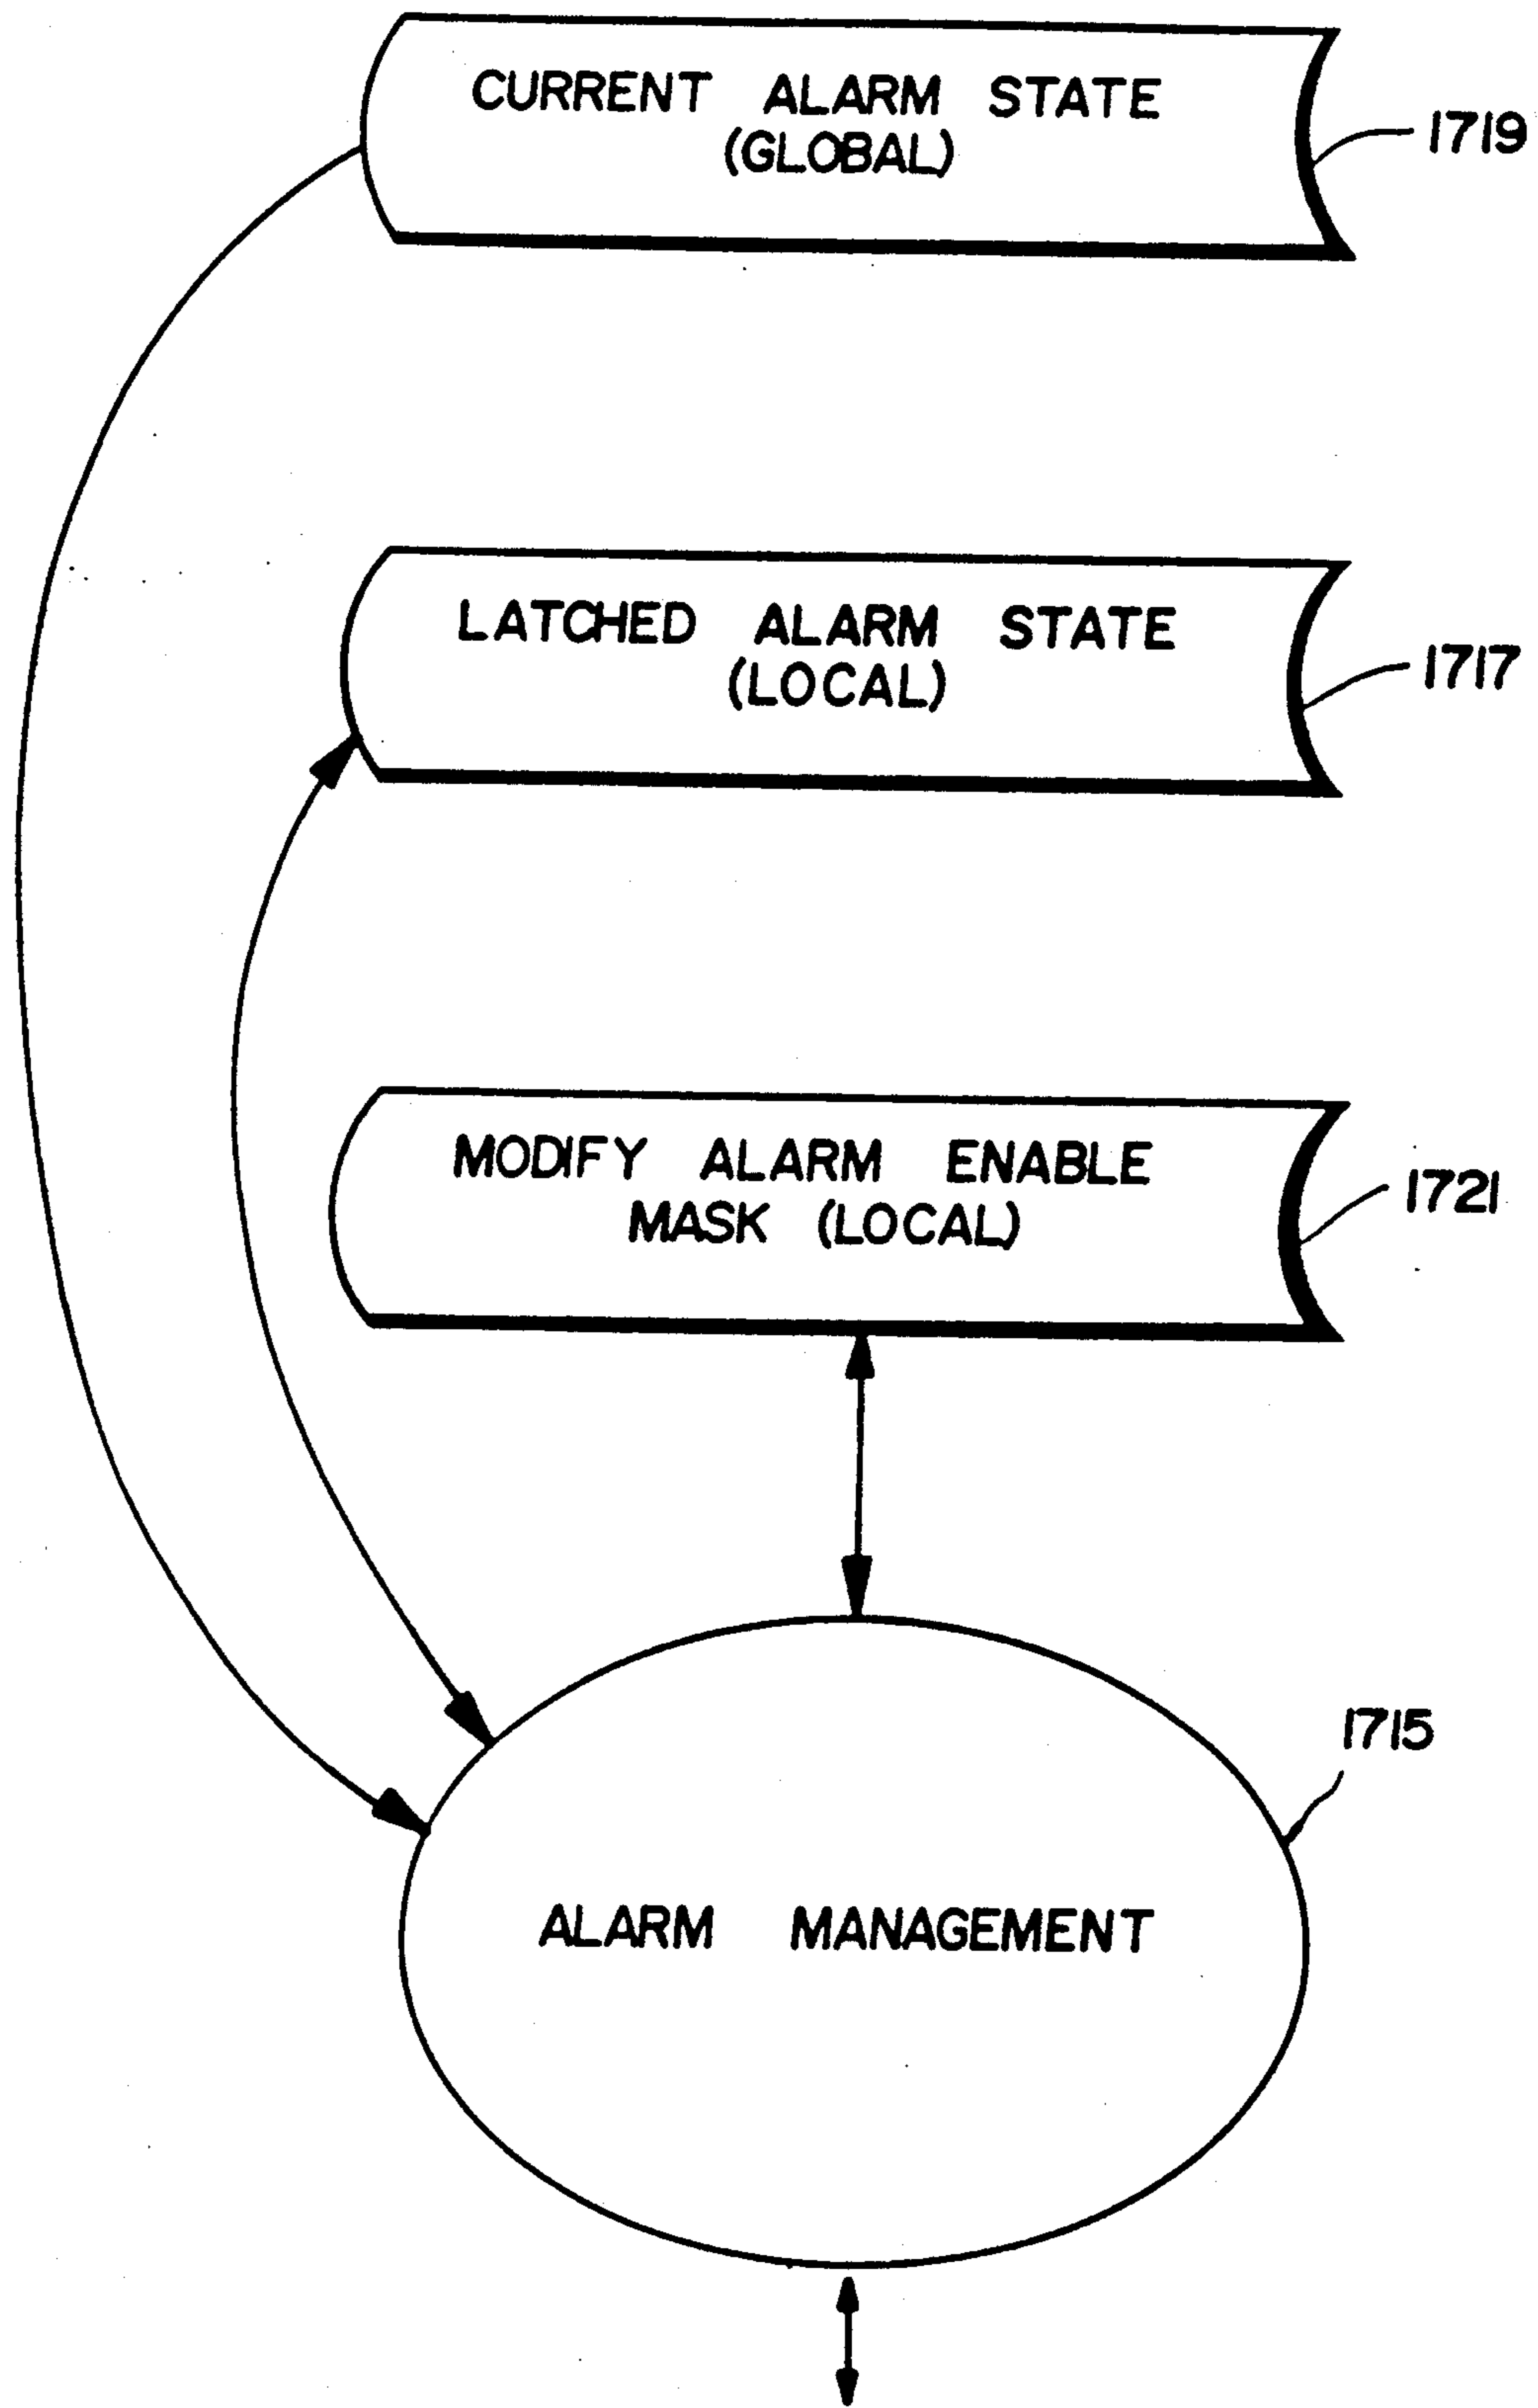 CURRENT ALARM STATE
(GLOBAL)
1719
LATCHED ALARM STATE
(LOCAL)
1717
MODIFY ALARM ENABLE
MASK (LOCAL)
1721
1715
ALARM MANAGEMENT